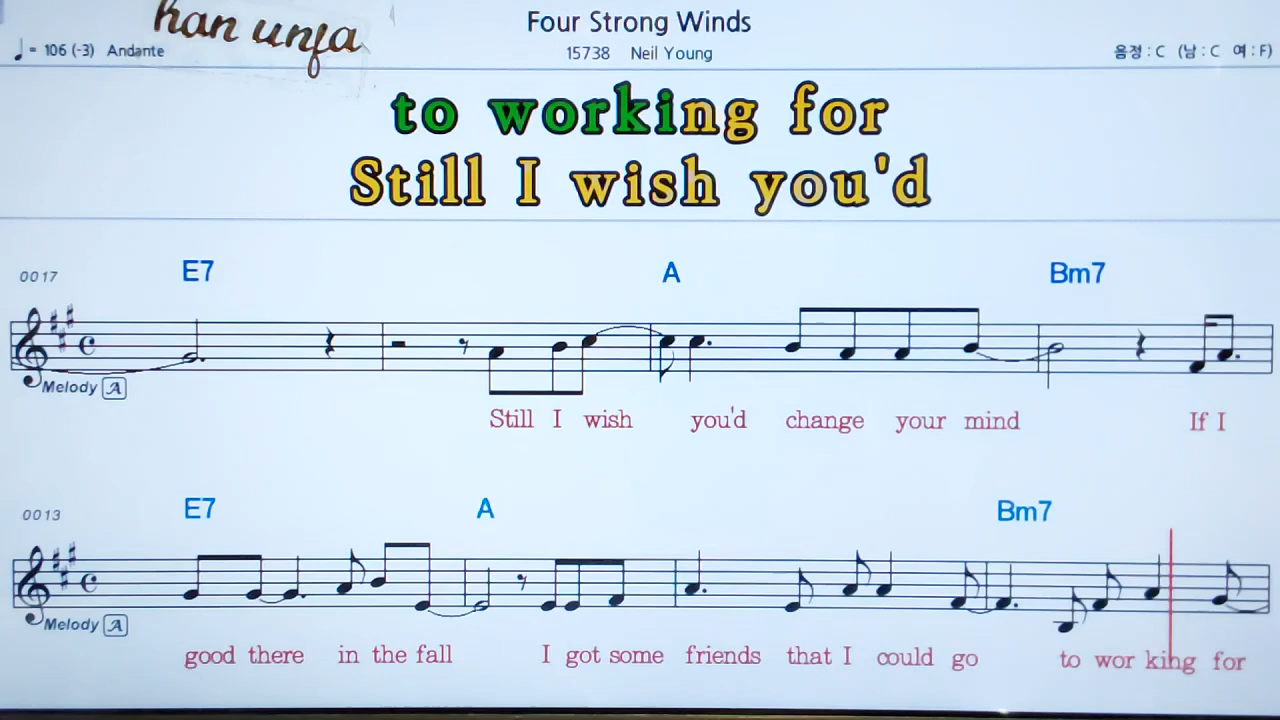 han unfa
Four Strong Winds
♩= 106 (-3) Andante
15738 Neil Young
음정 : C (남 : C 여 : F)
to working for
Still I wish you'd
0017 E7 A Bm7
Melody A
Still I wish you'd change your mind If I
0013 E7 A Bm7
Melody A
good there in the fall I got some friends that I could go to wor king for